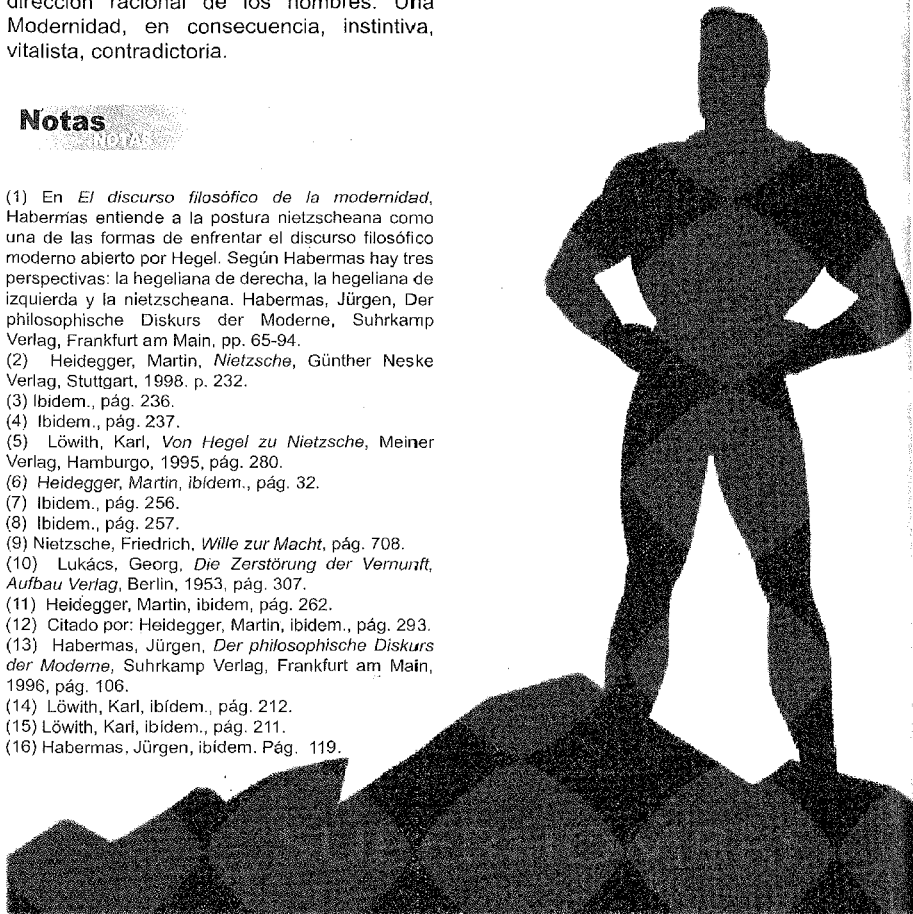 dirección racional de los hombres. Una
Modernidad, en consecuencia, instintiva,
vitalista, contradictoria.
Notas
NOTAS
(1) En El discurso filosófico de la modernidad,
Habermas entiende a la postura nietzscheana como
una de las formas de enfrentar el discurso filosófico
moderno abierto por Hegel. Según Habermas hay tres
perspectivas: la hegeliana de derecha, la hegeliana de
izquierda y la nietzscheana. Habermas, Jürgen, Der
philosophische Diskurs der Moderne, Suhrkamp
Verlag, Frankfurt am Main, pp. 65-94.
(2) Heidegger, Martin, Nietzsche, Günther Neske
Verlag, Stuttgart, 1998. p. 232.
(3) Ibidem., pág. 236.
(4) Ibidem., pág. 237.
(5) Löwith, Karl, Von Hegel zu Nietzsche, Meiner
Verlag, Hamburgo, 1995, pág. 280.
(6) Heidegger, Martin, ibídem., pág. 32.
(7) Ibidem., pág. 256.
(8) Ibidem., pág. 257.
(9) Nietzsche, Friedrich, Wille zur Macht, pág. 708.
(10) Lukács, Georg, Die Zerstörung der Vernunft,
Aufbau Verlag, Berlin, 1953, pág. 307.
(11) Heidegger, Martin, ibidem, pág. 262.
(12) Citado por: Heidegger, Martin, ibidem., pág. 293.
(13) Habermas, Jürgen, Der philosophische Diskurs
der Moderne, Suhrkamp Verlag, Frankfurt am Main,
1996, pág. 106.
(14) Löwith, Karl, ibídem., pág. 212.
(15) Löwith, Karl, ibídem., pág. 211.
(16) Habermas, Jürgen, ibídem. Pág. 119.